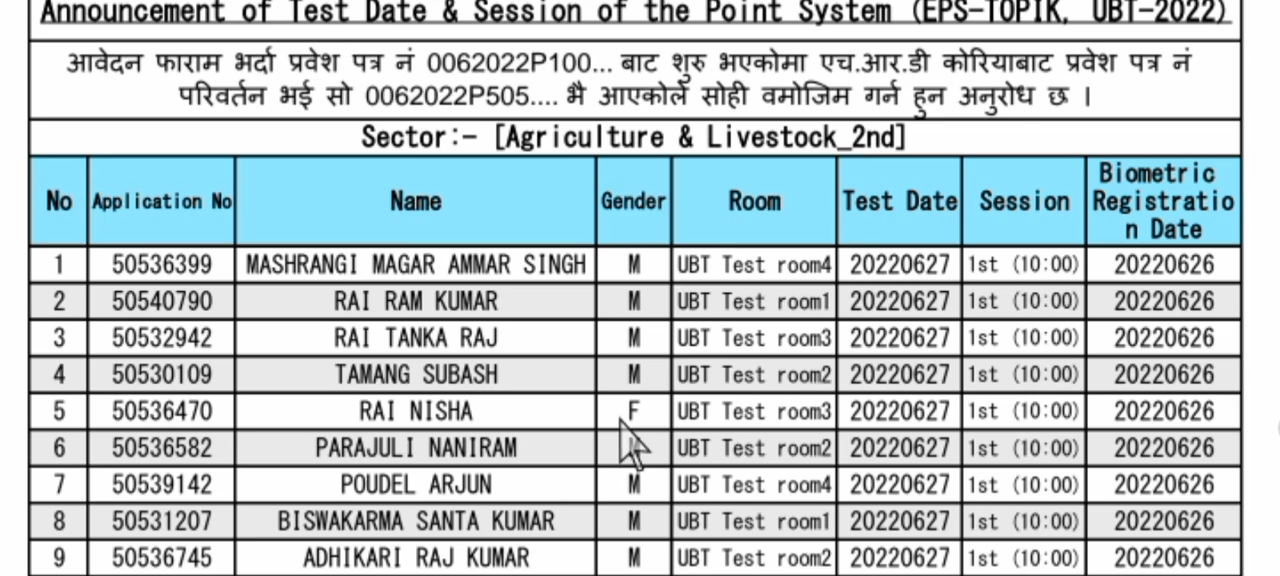 Announcement of Test Date & Session of the Point System (EPS-TOPIK, UBT-2022)
आवेदन फाराम भर्दा प्रवेश पत्र नं 0062022P100... बाट शुरु भएकोमा एच.आर.डी कोरियाबाट प्रवेश पत्र नं
परिवर्तन भई सो 0062022P505.... भै आएकोले सोही वमोजिम गर्न हुन अनुरोध छ ।
Sector:- [Agriculture & Livestock_2nd]
No Application No Name Gender Room Test Date Session Biometric Registratio n Date
1 50536399 MASHRANGI MAGAR AMMAR SINGH M UBT Test room4 20220627 1st (10:00) 20220626
2 50540790 RAI RAM KUMAR M UBT Test room1 20220627 1st (10:00) 20220626
3 50532942 RAI TANKA RAJ M UBT Test room3 20220627 1st (10:00) 20220626
4 50530109 TAMANG SUBASH M UBT Test room2 20220627 1st (10:00) 20220626
5 50536470 RAI NISHA F UBT Test room3 20220627 1st (10:00) 20220626
6 50536582 PARAJULI NANIRAM UBT Test room2 20220627 1st (10:00) 20220626
7 50539142 POUDEL ARJUN M UBT Test room4 20220627 1st (10:00) 20220626
8 50531207 BISWAKARMA SANTA KUMAR M UBT Test room1 20220627 1st (10:00) 20220626
9 50536745 ADHIKARI RAJ KUMAR M UBT Test room2 20220627 1st (10:00) 20220626